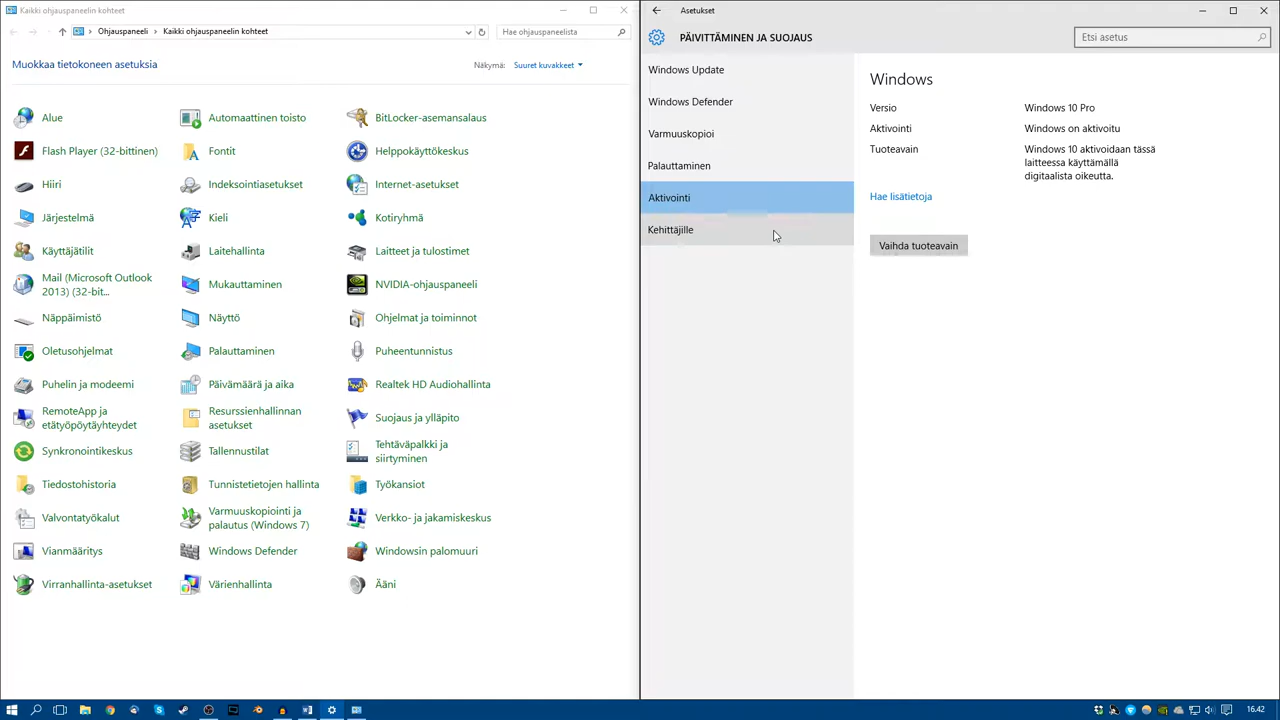 Kaikki ohjauspaneelin kohteet
Ohjauspaneeli
Kaikki ohjauspaneelin kohteet
Hae ohjauspaneelista
Muokkaa tietokoneen asetuksia
Näkymä: Suuret kuvakkeet
Alue
Automaattinen toisto
BitLocker-asemansalaus
Flash Player (32-bittinen)
Fontit
Helppokäyttökeskus
Hiiri
Indeksointiasetukset
Internet-asetukset
Järjestelmä
Kieli
Kotiryhmä
Käyttäjätilit
Laitehallinta
Laitteet ja tulostimet
Mail (Microsoft Outlook
2013) (32-bit...
Mukauttaminen
NVIDIA-ohjauspaneeli
Näppäimistö
Näyttö
Ohjelmat ja toiminnot
Oletusohjelmat
Palauttaminen
Puheentunnistus
Puhelin ja modeemi
Päivämäärä ja aika
Realtek HD Audiohallinta
RemoteApp ja
etätyöpöytäyhteydet
Resurssienhallinnan
asetukset
Suojaus ja ylläpito
Synkronointikeskus
Tallennustilat
Tehtäväpalkki ja
siirtyminen
Tiedostohistoria
Tunnistetietojen hallinta
Työkansiot
Valvontatyökalut
Varmuuskopiointi ja
palautus (Windows 7)
Verkko- ja jakamiskeskus
Vianmääritys
Windows Defender
Windowsin palomuuri
Virranhallinta-asetukset
Värienhallinta
Ääni
Asetukset
PÄIVITTÄMINEN JA SUOJAUS
Etsi asetus
Windows Update
Windows Defender
Varmuuskopioi
Palauttaminen
Aktivointi
Kehittäjille
Windows
Versio
Windows 10 Pro
Aktivointi
Windows on aktivoitu
Tuoteavain
Windows 10 aktivoidaan tässä
laitteessa käyttämällä
digitaalista oikeutta.
Hae lisätietoja
Vaihda tuoteavain
16.42